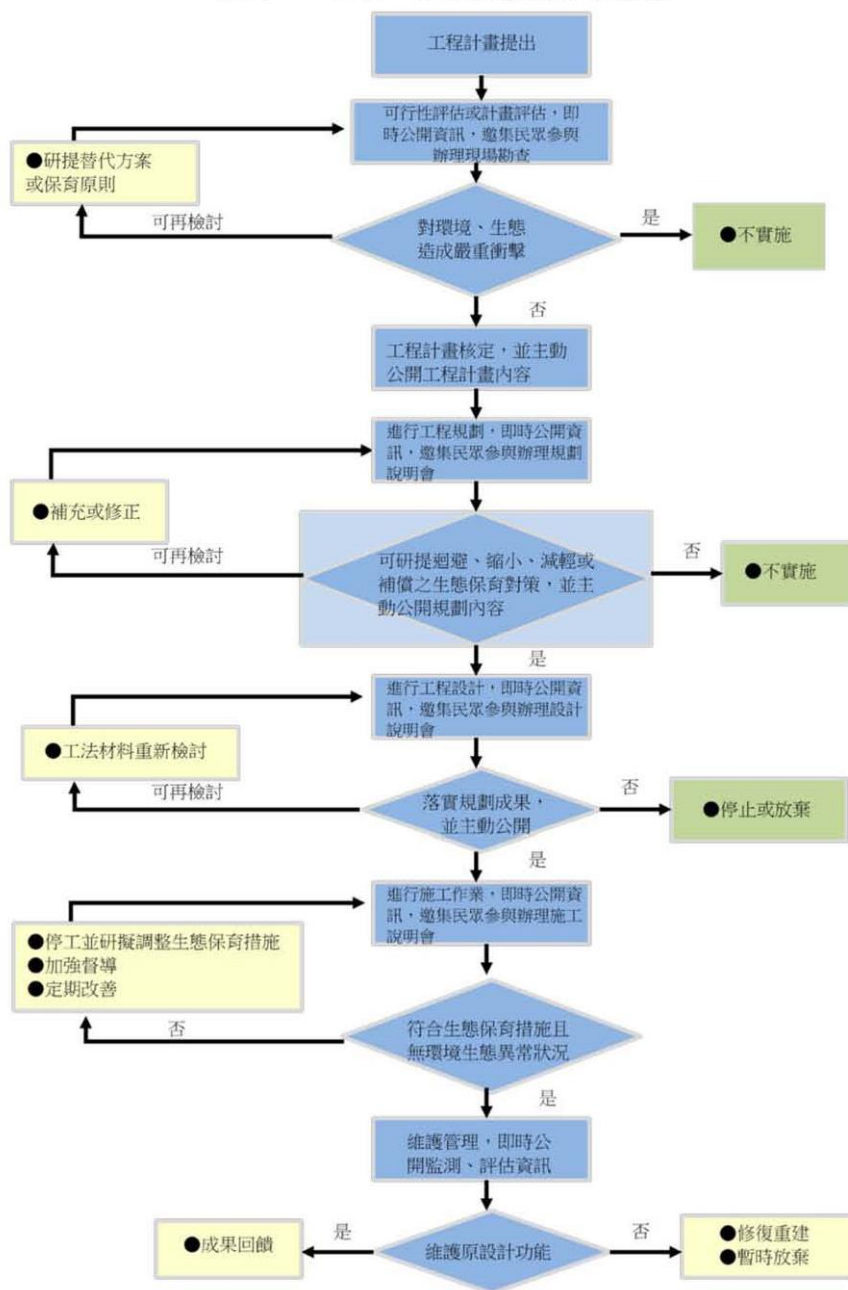 工程計畫提出
可行性評估或計畫評估，即
時公開資訊，邀集民眾參與
辦理現場勘查
●研提替代方案
或保育原則
可再檢討
對環境、生態
造成嚴重衝擊
是
●不實施
否
工程計畫核定，並主動
公開工程計畫內容
進行工程規劃，即時公開資
訊，邀集民眾參與辦理規劃
說明會
●補充或修正
可再檢討
可研提迴避、縮小、減輕或
補償之生態保育對策，並主
動公開規劃內容
否
●不實施
是
進行工程設計，即時公開資
訊，邀集民眾參與辦理設計
說明會
●工法材料重新檢討
可再檢討
落實規劃成果，
並主動公開
否
●停止或放棄
是
進行施工作業，即時公開資
訊，邀集民眾參與辦理施工
說明會
●停工並研擬調整生態保育措施
●加強督導
●定期改善
否
符合生態保育措施且
無環境生態異常狀況
是
維護管理，即時公
開監測、評估資訊
●成果回饋
是
維護原設計功能
否
●修復重建
●暫時放棄